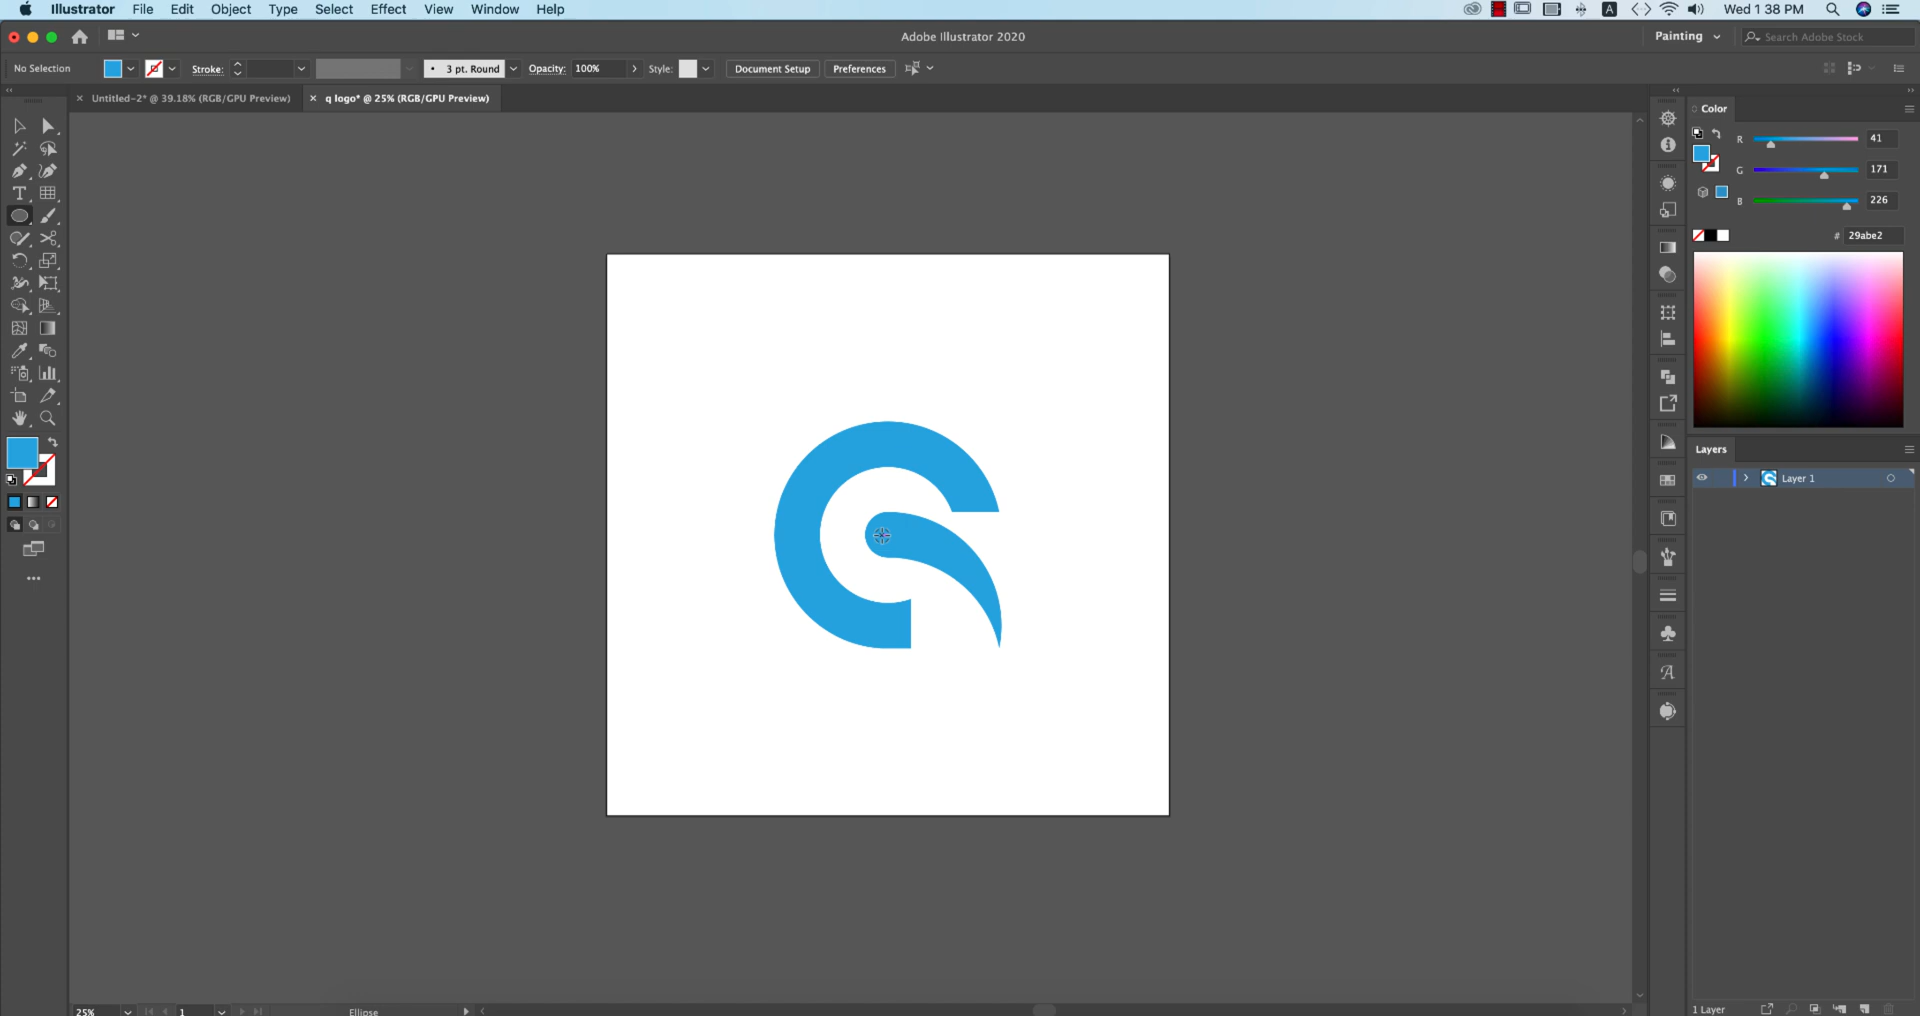 Illustrator File Edit Object Type Select Effect View Window Help
A Wed 1 38 PM
Adobe Illustrator 2020
Painting
Search Adobe Stock
No Selection
Stroke:
3 pt. Round
Opacity: 100%
Style:
Document Setup
Preferences
Untitled-2* @ 39.18% (RGB/GPU Preview)
q logo* @ 25% (RGB/GPU Preview)
Color
R 41
G 171
B 226
# 29abe2
Layers
Layer 1
25%
1
Ellipse
1 Layer